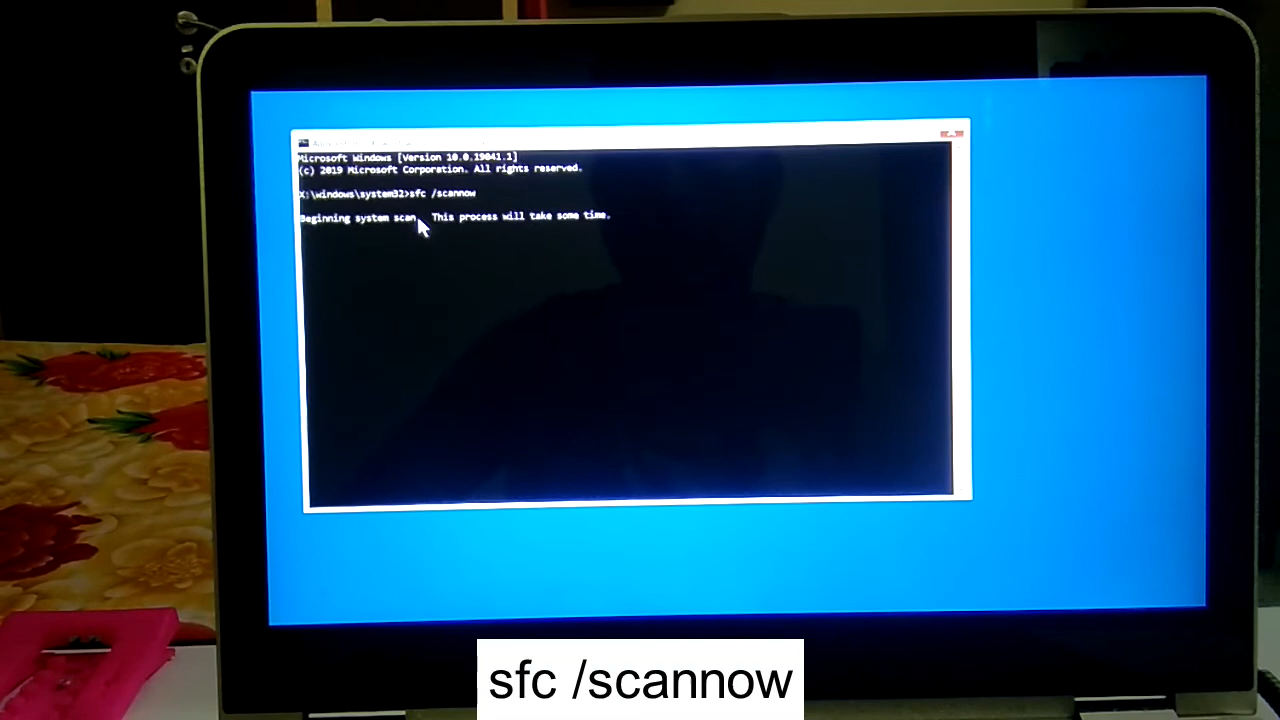 Microsoft Windows [Version 10.0.19041.1]
(c) 2019 Microsoft Corporation. All rights reserved.
X:\windows\system32>sfc /scannow
Beginning system scan. This process will take some time.
sfc /scannow